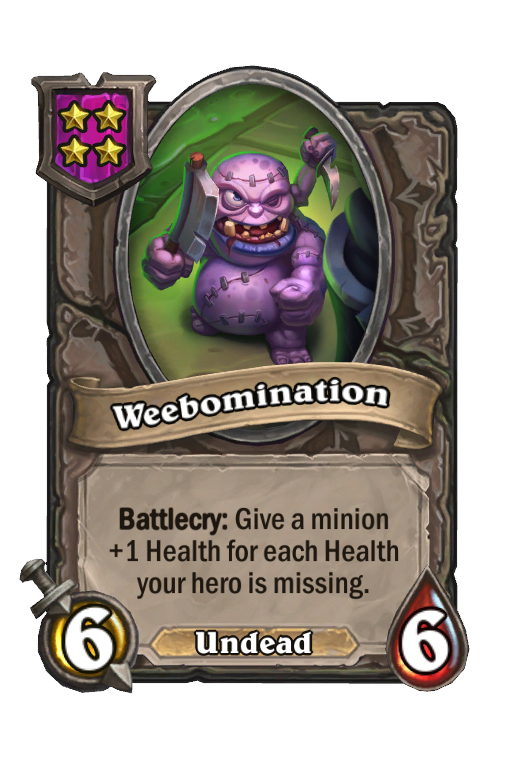 Weebomination
Battlecry: Give a minion
+1 Health for each Health
your hero is missing.
6
Undead
6